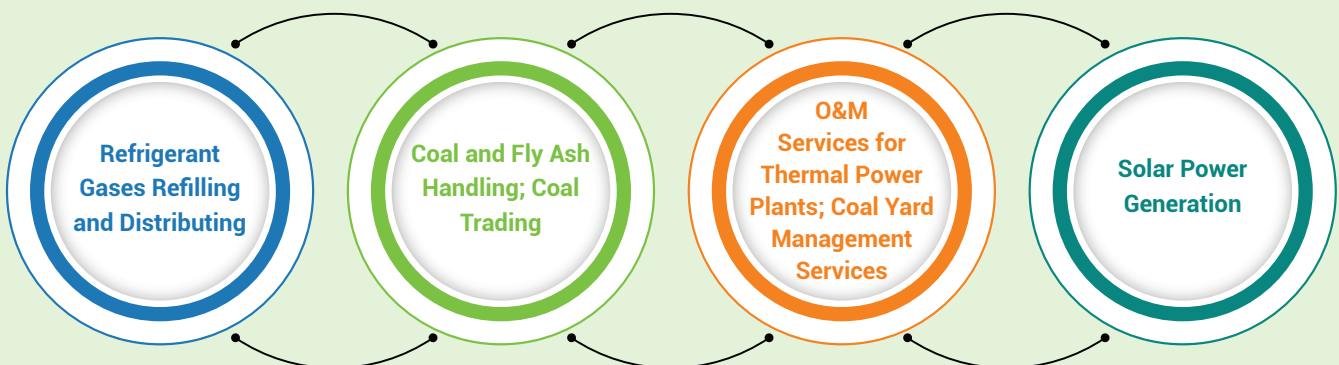 Refrigerant
Gases Refilling
and Distributing
Coal and Fly Ash
Handling; Coal
Trading
O&M
Services for
Thermal Power
Plants; Coal Yard
Management
Services
Solar Power
Generation